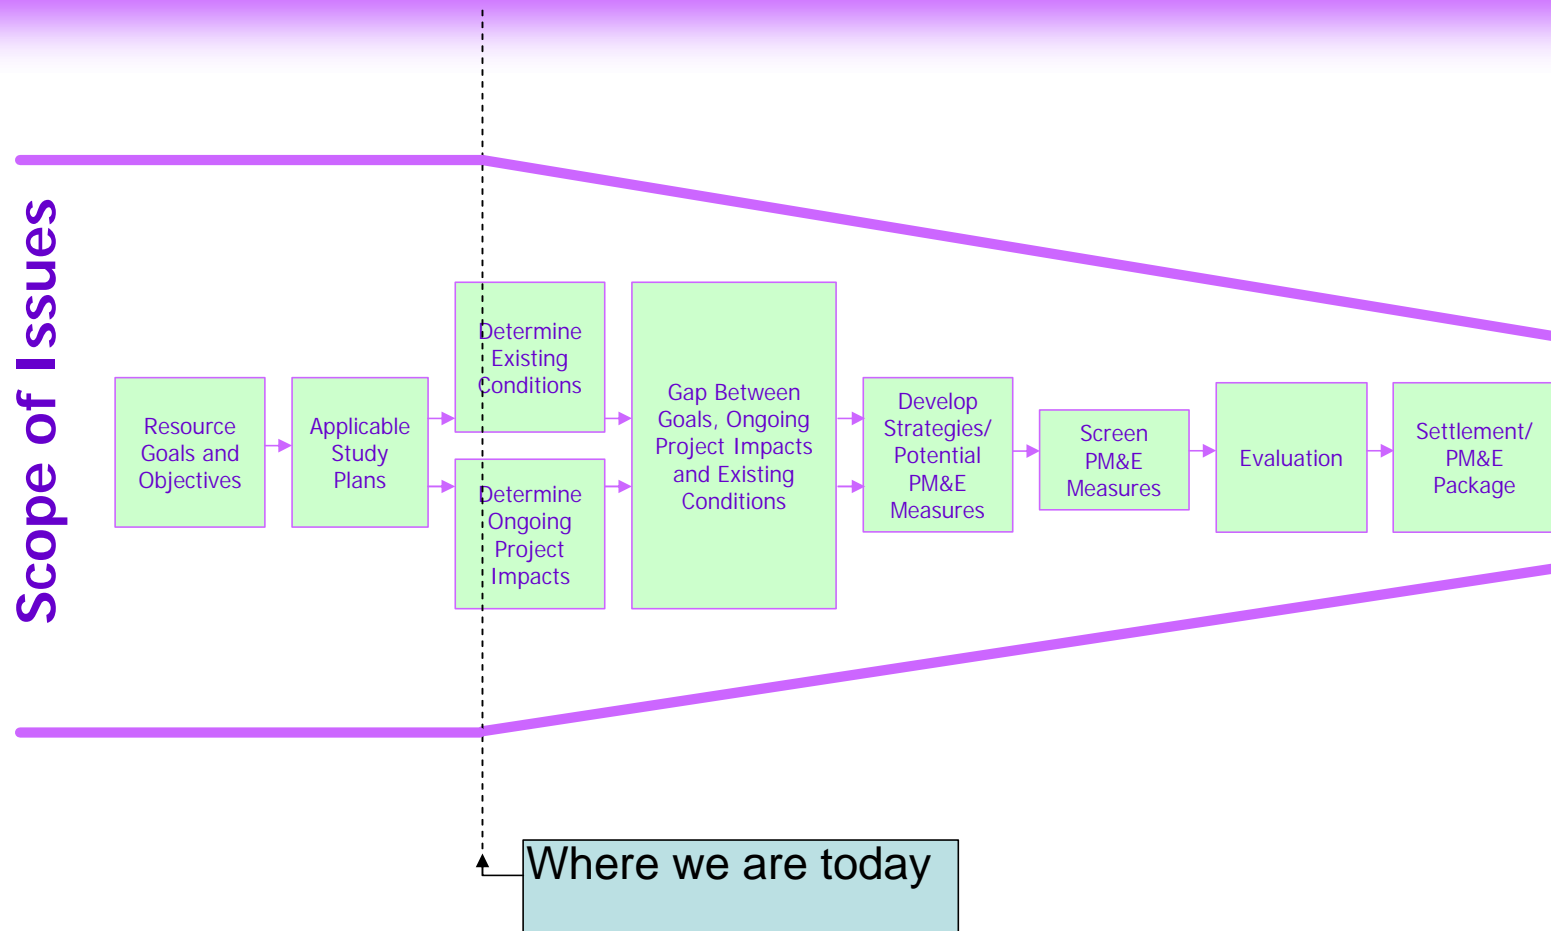 Scope of Issues
Resource
Goals and
Objectives
Applicable
Study
Plans
Determine
Existing
Conditions
Determine
Ongoing
Project
Impacts
Gap Between
Goals, Ongoing
Project Impacts
and Existing
Conditions
Develop
Strategies/
Potential
PM&E
Measures
Screen
PM&E
Measures
Evaluation
Settlement/
PM&E
Package
Where we are today